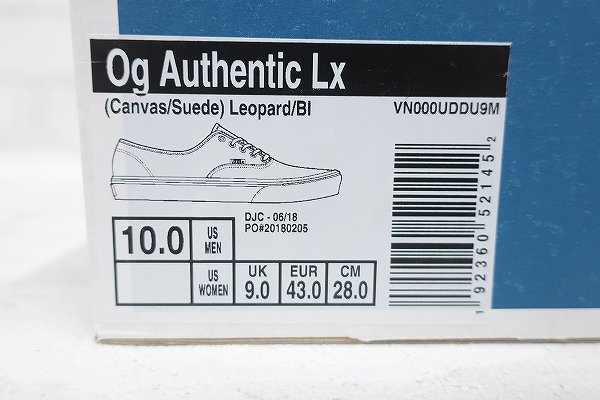 Og Authentic Lx
(Canvas/Suede) Leopard/Bl
VN000UDDU9M
DJC - 06/18
PO#20180205
10.0 US MEN
US WOMEN
UK 9.0
EUR 43.0
CM 28.0
1 92360 52145 2